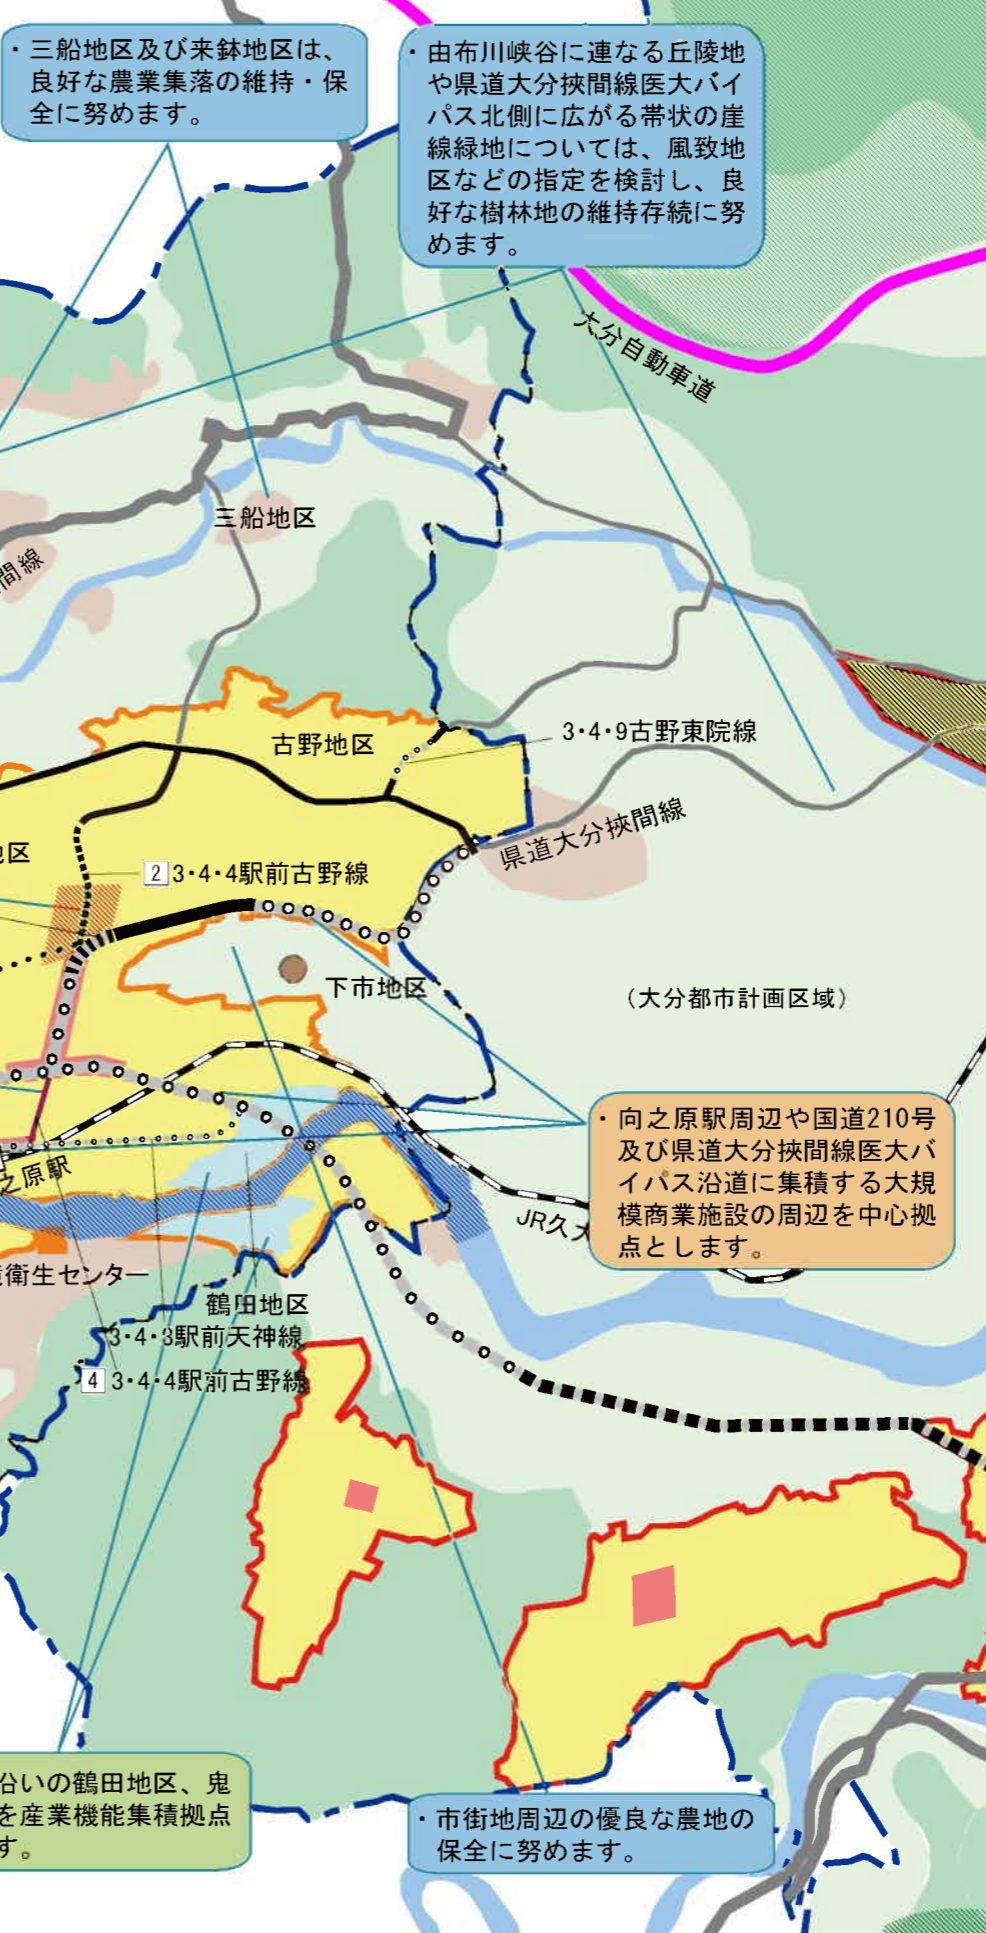 ・三船地区及び来鉢地区は、
良好な農業集落の維持・保
全に努めます。
・由布川峡谷に連なる丘陵地
や県道大分挾間線医大バイ
パス北側に広がる帯状の崖
線緑地については、風致地
区などの指定を検討し、良
好な樹林地の維持存続に努
めます。
大分自動車道
三船地区
間線
古野地区
3・4・9古野東院線
県道大分挾間線
地区
2 3・4・4駅前古野線
下市地区
（大分都市計画区域）
・向之原駅周辺や国道210号
及び県道大分挾間線医大バ
イパス沿道に集積する大規
模商業施設の周辺を中心拠
点とします。
之原駅
JR久大
衛生センター
鶴田地区
3・4・3駅前天神線
4 3・4・4駅前古野線
沿いの鶴田地区、鬼
を産業機能集積拠点
す。
・市街地周辺の優良な農地の
保全に努めます。